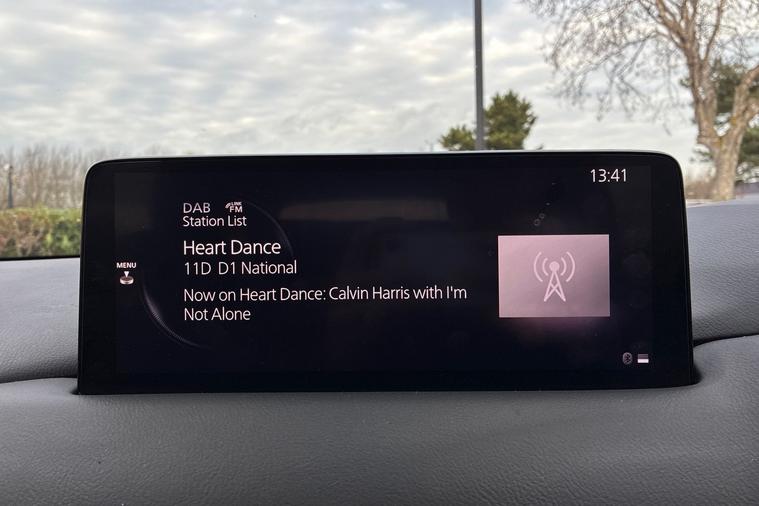 13:41
DAB LINK FM
Station List
Heart Dance
11D D1 National
MENU
Now on Heart Dance: Calvin Harris with I'm
Not Alone